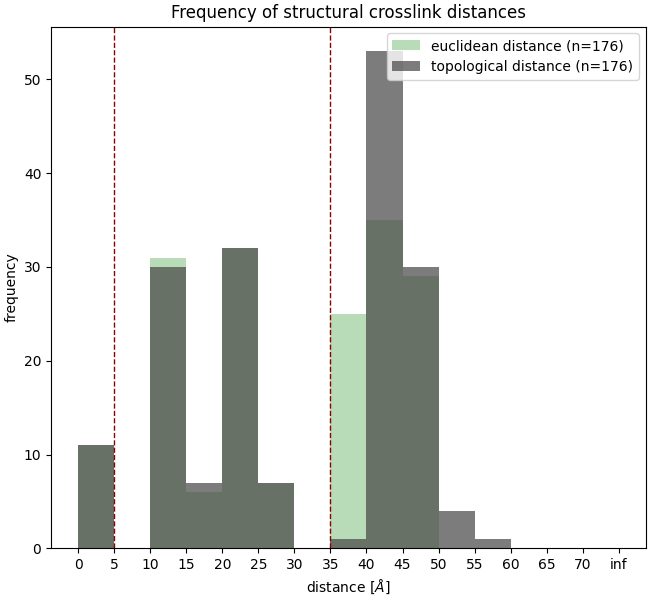 Frequency of structural crosslink distances
euclidean distance (n=176)
topological distance (n=176)
frequency
50
40
30
20
10
0
0 5 10 15 20 25 30 35 40 45 50 55 60 65 70 inf
distance [Å]